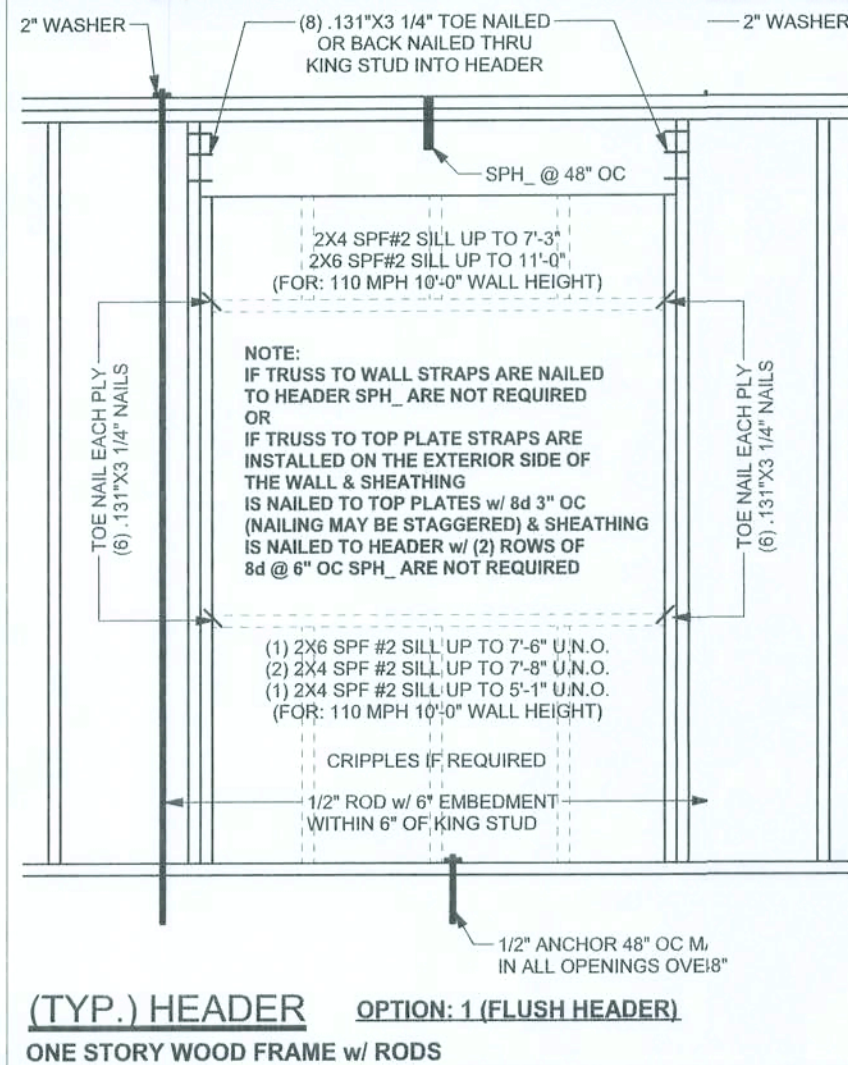 2" WASHER
(8) .131"X3 1/4" TOE NAILED
OR BACK NAILED THRU
KING STUD INTO HEADER
2" WASHER
SPH_ @ 48" OC
2X4 SPF#2 SILL UP TO 7'-3"
2X6 SPF#2 SILL UP TO 11'-0"
(FOR: 110 MPH 10'-0" WALL HEIGHT)
TOE NAIL EACH PLY
(6) .131"X3 1/4" NAILS
NOTE:
IF TRUSS TO WALL STRAPS ARE NAILED
TO HEADER SPH_ ARE NOT REQUIRED
OR
IF TRUSS TO TOP PLATE STRAPS ARE
INSTALLED ON THE EXTERIOR SIDE OF
THE WALL & SHEATHING
IS NAILED TO TOP PLATES w/ 8d 3" OC
(NAILING MAY BE STAGGERED) & SHEATHING
IS NAILED TO HEADER w/ (2) ROWS OF
8d @ 6" OC SPH_ ARE NOT REQUIRED
TOE NAIL EACH PLY
(6) .131"X3 1/4" NAILS
(1) 2X6 SPF #2 SILL UP TO 7'-6" U.N.O.
(2) 2X4 SPF #2 SILL UP TO 7'-8" U.N.O.
(1) 2X4 SPF #2 SILL UP TO 5'-1" U.N.O.
(FOR: 110 MPH 10'-0" WALL HEIGHT)
CRIPPLES IF REQUIRED
1/2" ROD w/ 6" EMBEDMENT
WITHIN 6" OF KING STUD
1/2" ANCHOR 48" OC
IN ALL OPENINGS
(TYP.) HEADER
OPTION: 1 (FLUSH HEADER)
ONE STORY WOOD FRAME w/ RODS